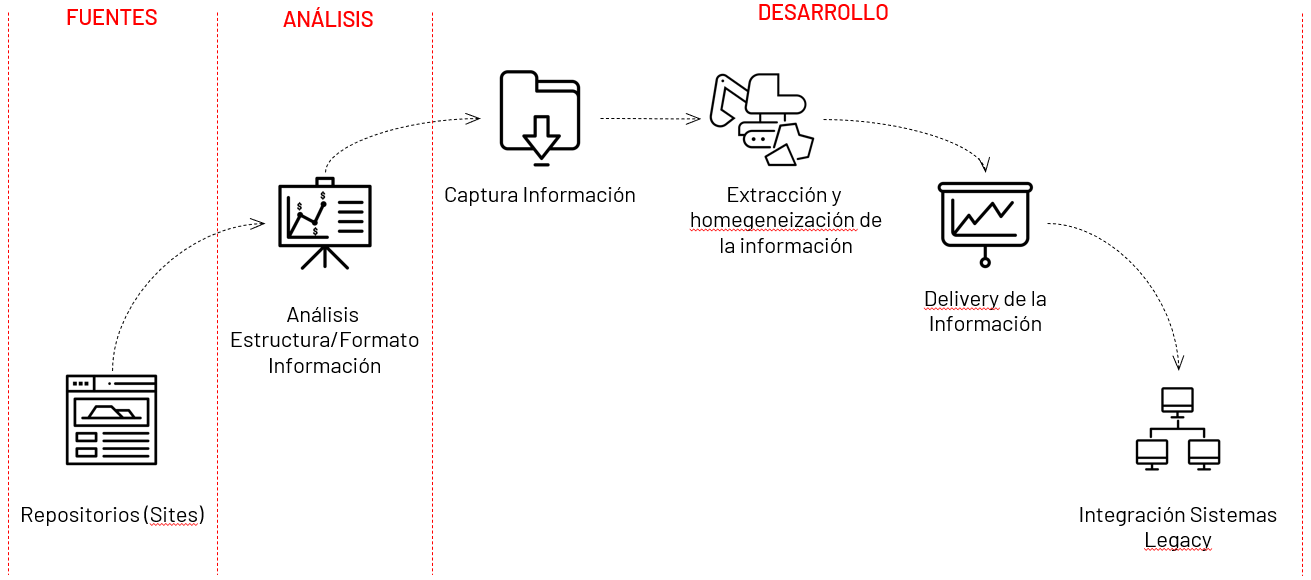 FUENTES
ANÁLISIS
DESARROLLO
Repositorios (Sites)
$
$
$
Análisis
Estructura/Formato
Información
Captura Información
Extracción y
homegeneización de
la información
Delivery de la
Información
Integración Sistemas
Legacy